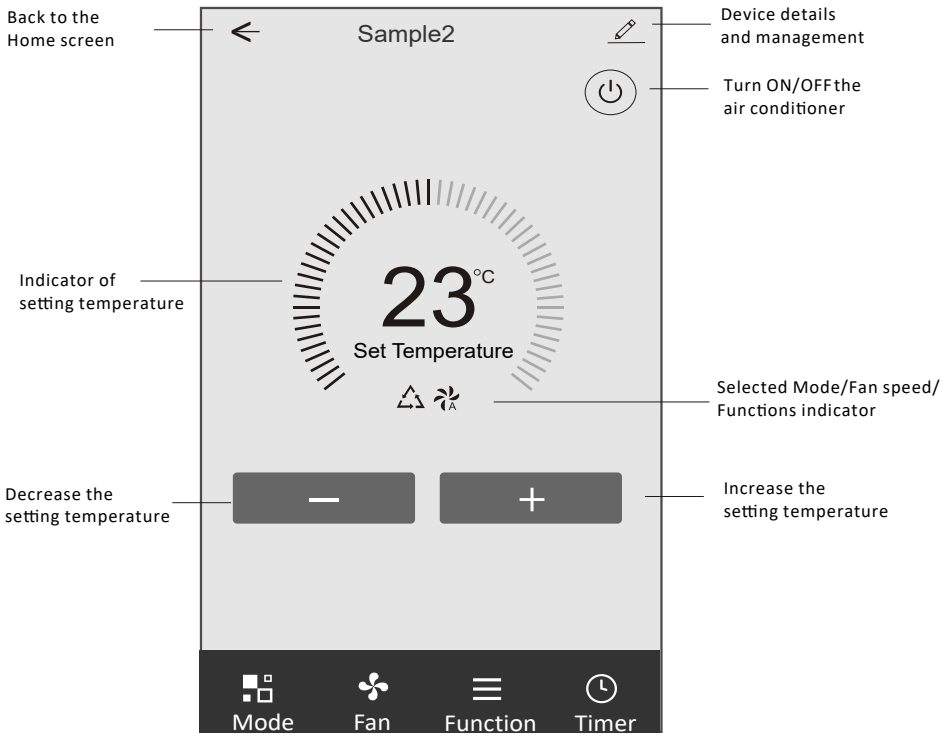 Back to the
Home screen
Sample2
Device details
and management
Turn ON/OFF the
air conditioner
Indicator of
setting temperature
23°C
Set Temperature
A
Selected Mode/Fan speed/
Functions indicator
Decrease the
setting temperature
−
+
Increase the
setting temperature
Mode
Fan
Function
Timer